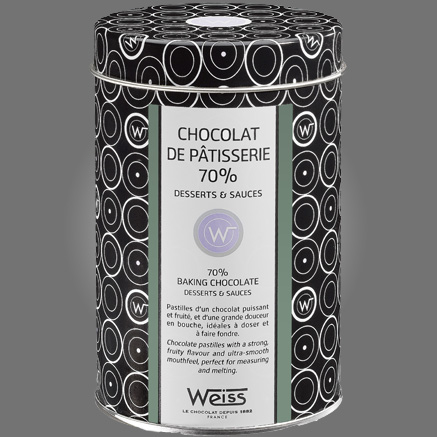 CHOCOLAT
DE PÂTISSERIE
70%
DESSERTS & SAUCES
W
70%
BAKING CHOCOLATE
DESSERTS & SAUCES
Pastilles d'un chocolat puissant
et fruité, et d'une grande douceur
en bouche, idéales à doser et
à faire fondre.
Chocolate pastilles with a strong,
fruity flavour and ultra-smooth
mouthfeel, perfect for measuring
and melting.
Weiss
LE CHOCOLAT DEPUIS 1882
FRANCE